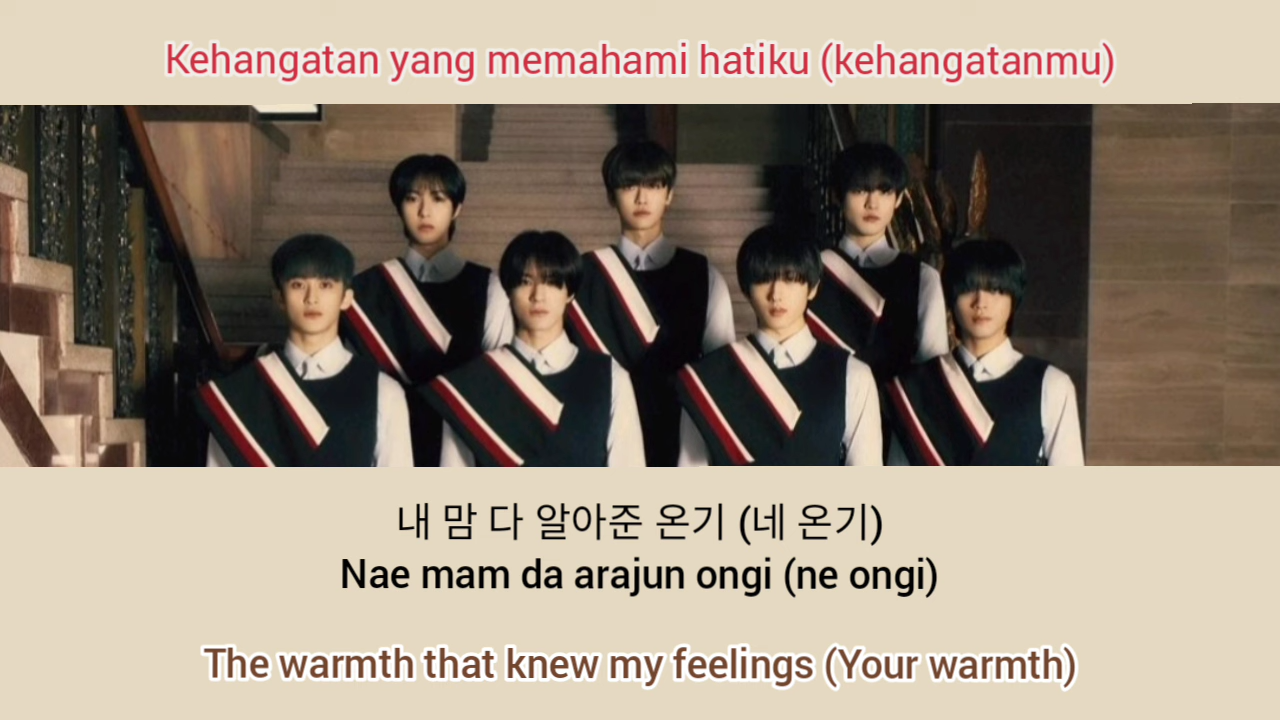 Kehangatan yang memahami hatiku (kehangatanmu)
내 맘 다 알아준 온기 (네 온기)
Nae mam da arajun ongi (ne ongi)
The warmth that knew my feelings (Your warmth)